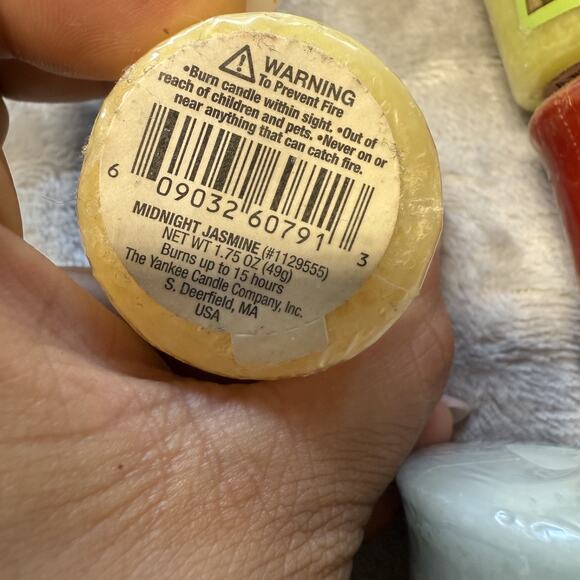 WARNING
To Prevent Fire
•Burn Candle within sight. •Out of
reach of children and pets. •Never on or
near anything that can catch fire.
6 09032 60791 3
MIDNIGHT JASMINE (#1129555)
NET WT 1.75 OZ (49g)
Burns up to 15 hours
The Yankee Candle Company, Inc.
S. Deerfield, MA
USA